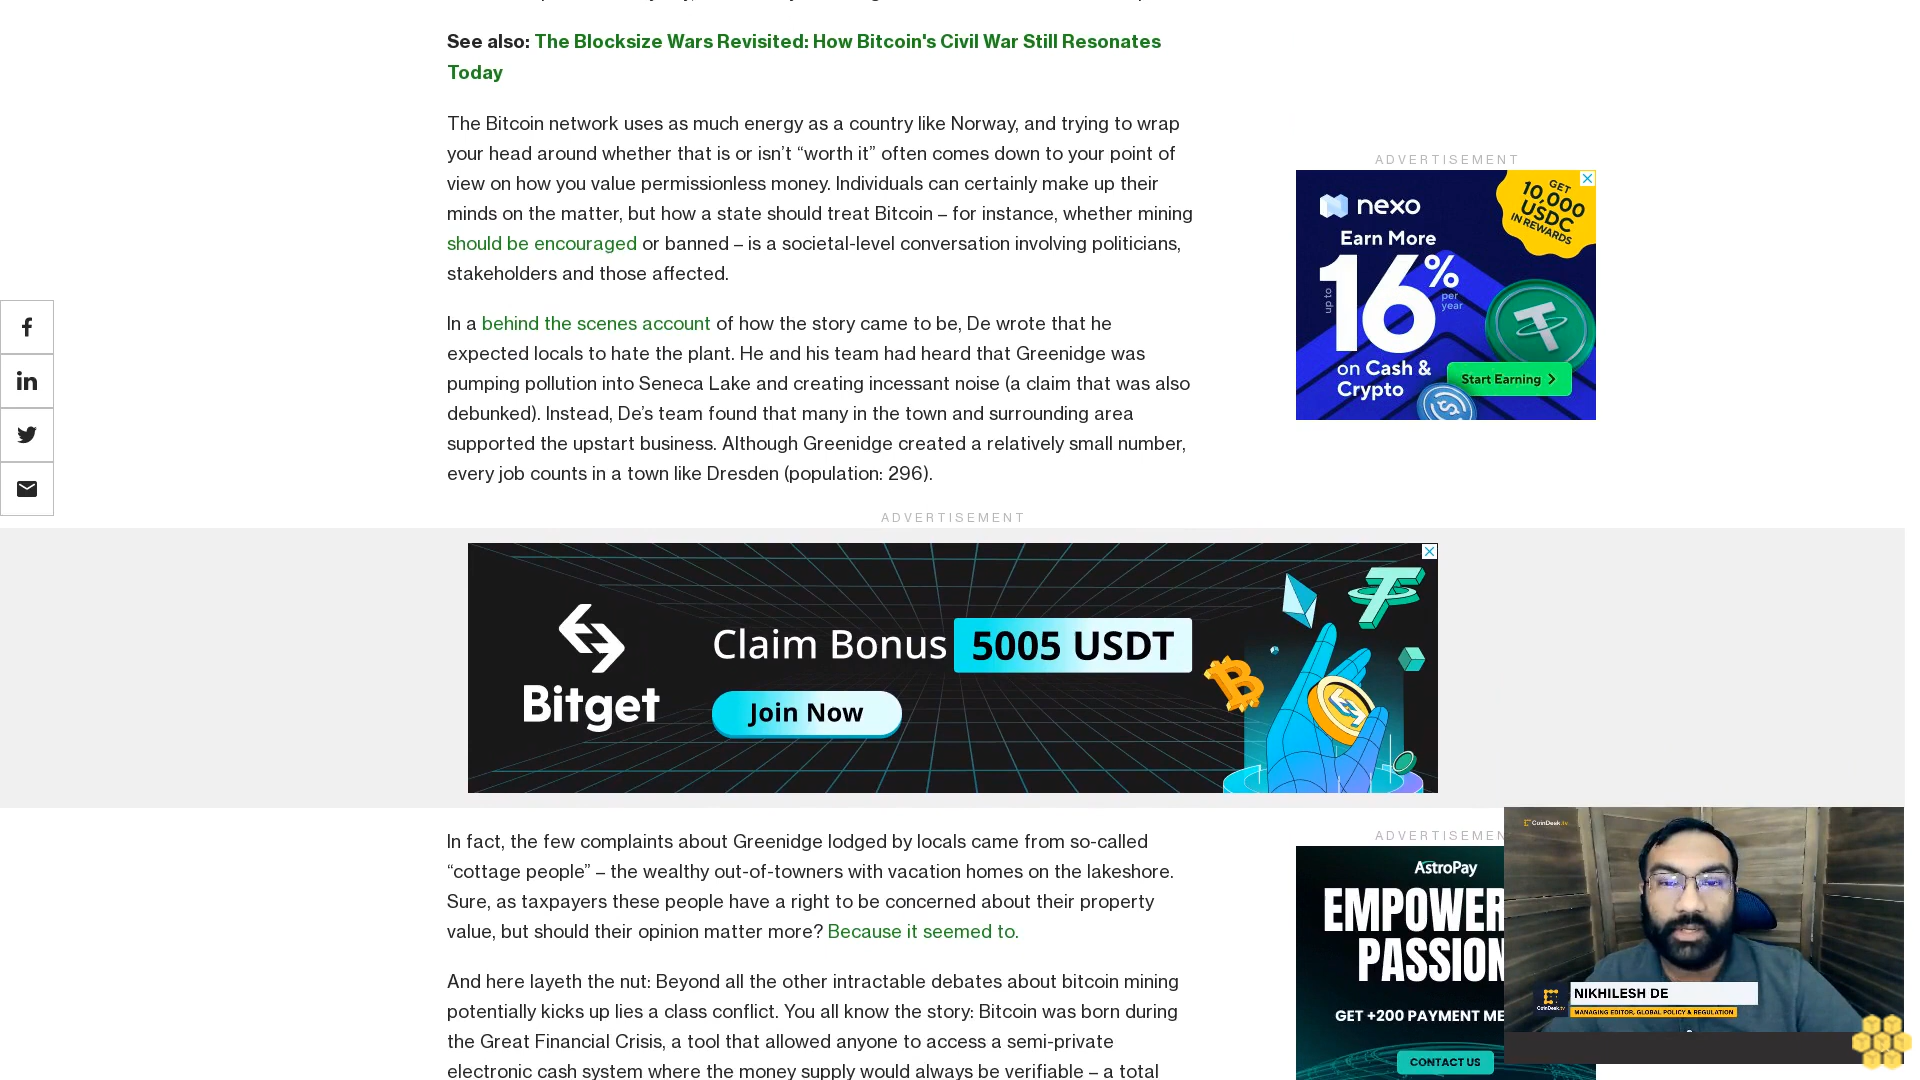 See also: The Blocksize Wars Revisited: How Bitcoin's Civil War Still Resonates
Today
The Bitcoin network uses as much energy as a country like Norway, and trying to wrap
your head around whether that is or isn’t “worth it” often comes down to your point of
view on how you value permissionless money. Individuals can certainly make up their
minds on the matter, but how a state should treat Bitcoin – for instance, whether mining
should be encouraged or banned – is a societal-level conversation involving politicians,
stakeholders and those affected.
In a behind the scenes account of how the story came to be, De wrote that he
expected locals to hate the plant. He and his team had heard that Greenidge was
pumping pollution into Seneca Lake and creating incessant noise (a claim that was also
debunked). Instead, De’s team found that many in the town and surrounding area
supported the upstart business. Although Greenidge created a relatively small number,
every job counts in a town like Dresden (population: 296).
ADVERTISEMENT
nexo
GET
10,000
USDC
IN REWARDS
Earn More
up to
16%
per
year
on Cash &
Crypto
Start Earning
ADVERTISEMENT
Bitget
Claim Bonus 5005 USDT
Join Now
In fact, the few complaints about Greenidge lodged by locals came from so-called
“cottage people” – the wealthy out-of-towners with vacation homes on the lakeshore.
Sure, as taxpayers these people have a right to be concerned about their property
value, but should their opinion matter more? Because it seemed to.
And here layeth the nut: Beyond all the other intractable debates about bitcoin mining
potentially kicks up lies a class conflict. You all know the story: Bitcoin was born during
the Great Financial Crisis, a tool that allowed anyone to access a semi-private
electronic cash system where the money supply would always be verifiable – a total
ADVERTISEMEN
AstroPay
EMPOWER
PASSION
GET +200 PAYMENT ME
CONTACT US
CoinDesk.tv
NIKHILESH DE
CoinDesk.tv
MANAGING EDITOR, GLOBAL POLICY & REGULATION